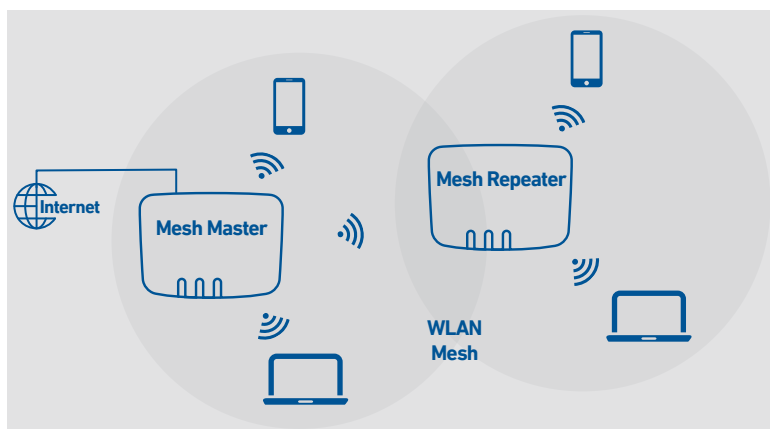 Internet
Mesh Master
Mesh Repeater
WLAN
Mesh